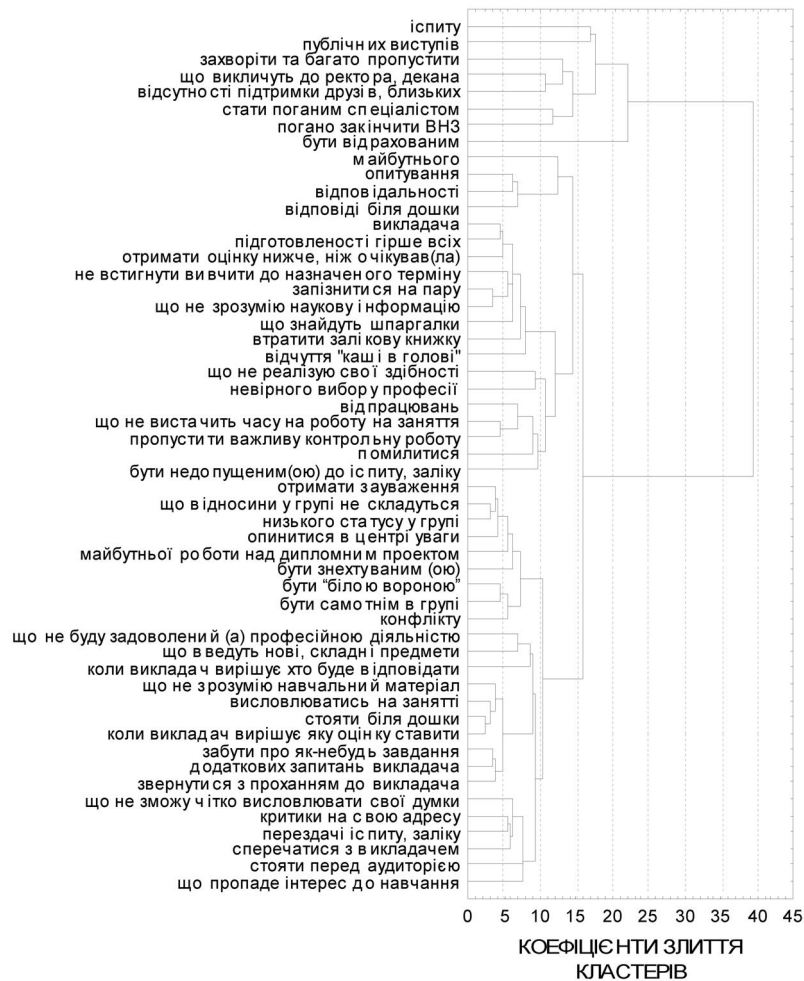 іспиту
публічних виступів
захворіти та багато пропустити
що викличуть до ректора, декана
відсутності підтримки друзів, близьких
стати поганим спеціалістом
погано закінчити ВНЗ
бути відрахованим
майбутнього
опитування
відповідальності
відповіді біля дошки
викладача
підготовленості гірше всіх
отримати оцінку нижче, ніж очікував(ла)
не встигнути вивчити до назначеного терміну
запізнитися на пару
що не зрозумію наукову інформацію
що знайдуть шпаргалки
втратити залікову книжку
відчуття "каші в голові"
що не реалізую свої здібності
невірного вибору професії
відпрацювань
що не вистачить часу на роботу на заняття
пропустити важливу контрольну роботу
помилитися
бути недопущеним(ою) до іспиту, заліку
отримати зауваження
що відносини у групі не складуться
низького статусу у групі
опинитися в центрі уваги
майбутньої роботи над дипломним проектом
бути знехтуваним (ою)
бути “білою вороною”
бути самотнім в групі
конфлікту
що не буду задоволений (а) професійною діяльністю
що введуть нові, складні предмети
коли викладач вирішує хто буде відповідати
що не зрозумію навчальний матеріал
висловлюватись на занятті
стояти біля дошки
коли викладач вирішує яку оцінку ставити
забути про як-небудь завдання
додаткових запитань викладача
звернутися з проханням до викладача
що не зможу чітко висловлювати свої думки
критики на свою адресу
перездачі іспиту, заліку
сперечатися з викладачем
стояти перед аудиторією
що пропаде інтерес до навчання
0 5 10 15 20 25 30 35 40 45
КОЕФІЦІЄНТИ ЗЛИТТЯ
КЛАСТЕРІВ